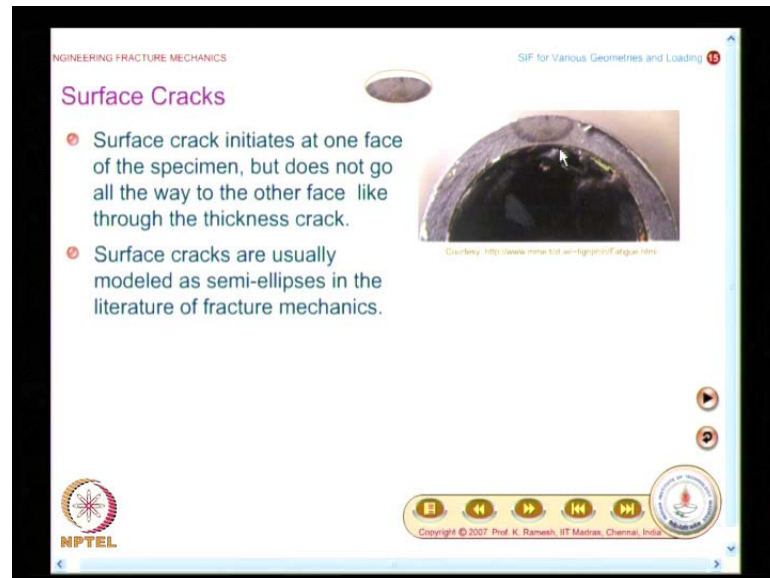 NGINEERING FRACTURE MECHANICS
SIF for Various Geometries and Loading 15
Surface Cracks
Surface crack initiates at one face
of the specimen, but does not go
all the way to the other face like
through the thickness crack.
Surface cracks are usually
modeled as semi-ellipses in the
literature of fracture mechanics.
Courtesy:
NPTEL
Copyright © 2007 Prof. K. Ramesh, IIT Madras, Chennai, India